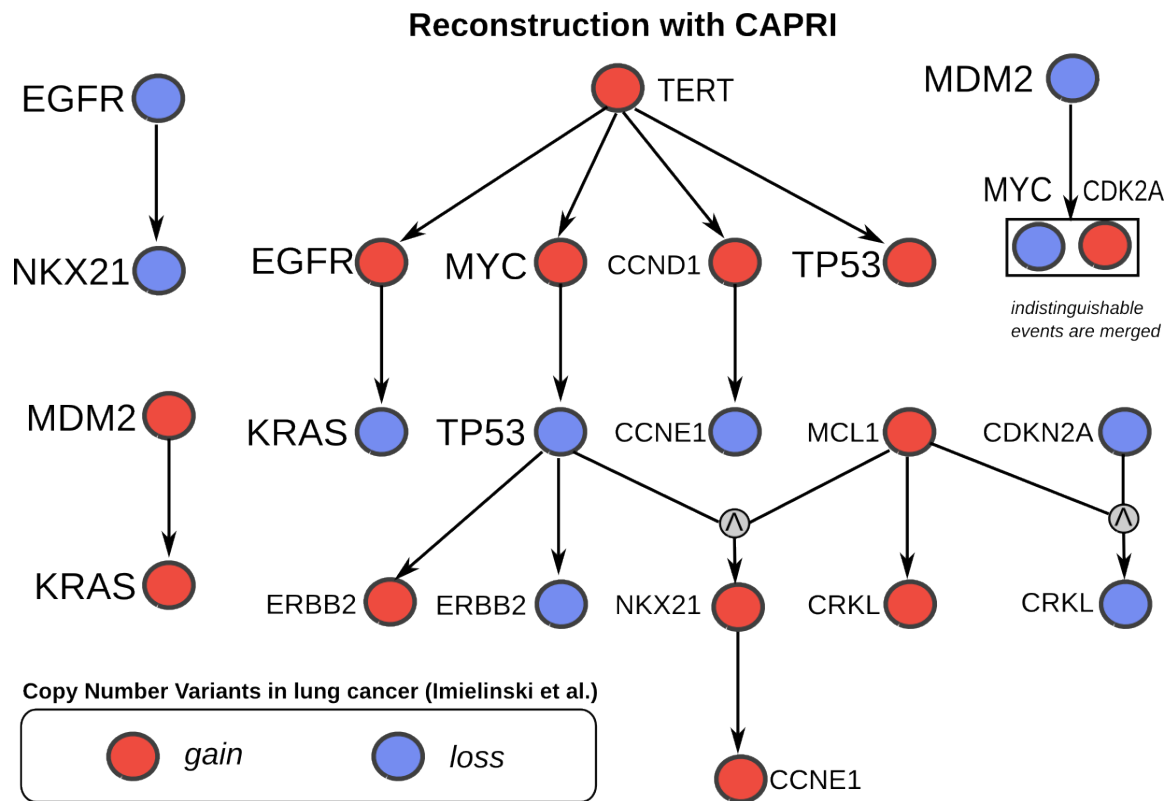 Reconstruction with CAPRI
EGFR
TERT
MDM2
MYC
CDK2A
NKX21
EGFR
MYC
CCND1
TP53
indistinguishable
events are merged
MDM2
KRAS
TP53
CCNE1
MCL1
CDKN2A
Λ
Λ
KRAS
ERBB2
ERBB2
NKX21
CRKL
CRKL
Copy Number Variants in lung cancer (Imielinski et al.)
gain
loss
CCNE1